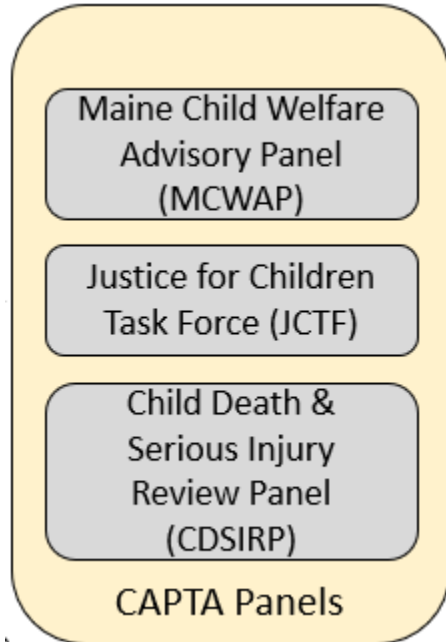 Maine Child Welfare
Advisory Panel
(MCWAP)
Justice for Children
Task Force (JCTF)
Child Death &
Serious Injury
Review Panel
(CDSIRP)
CAPTA Panels